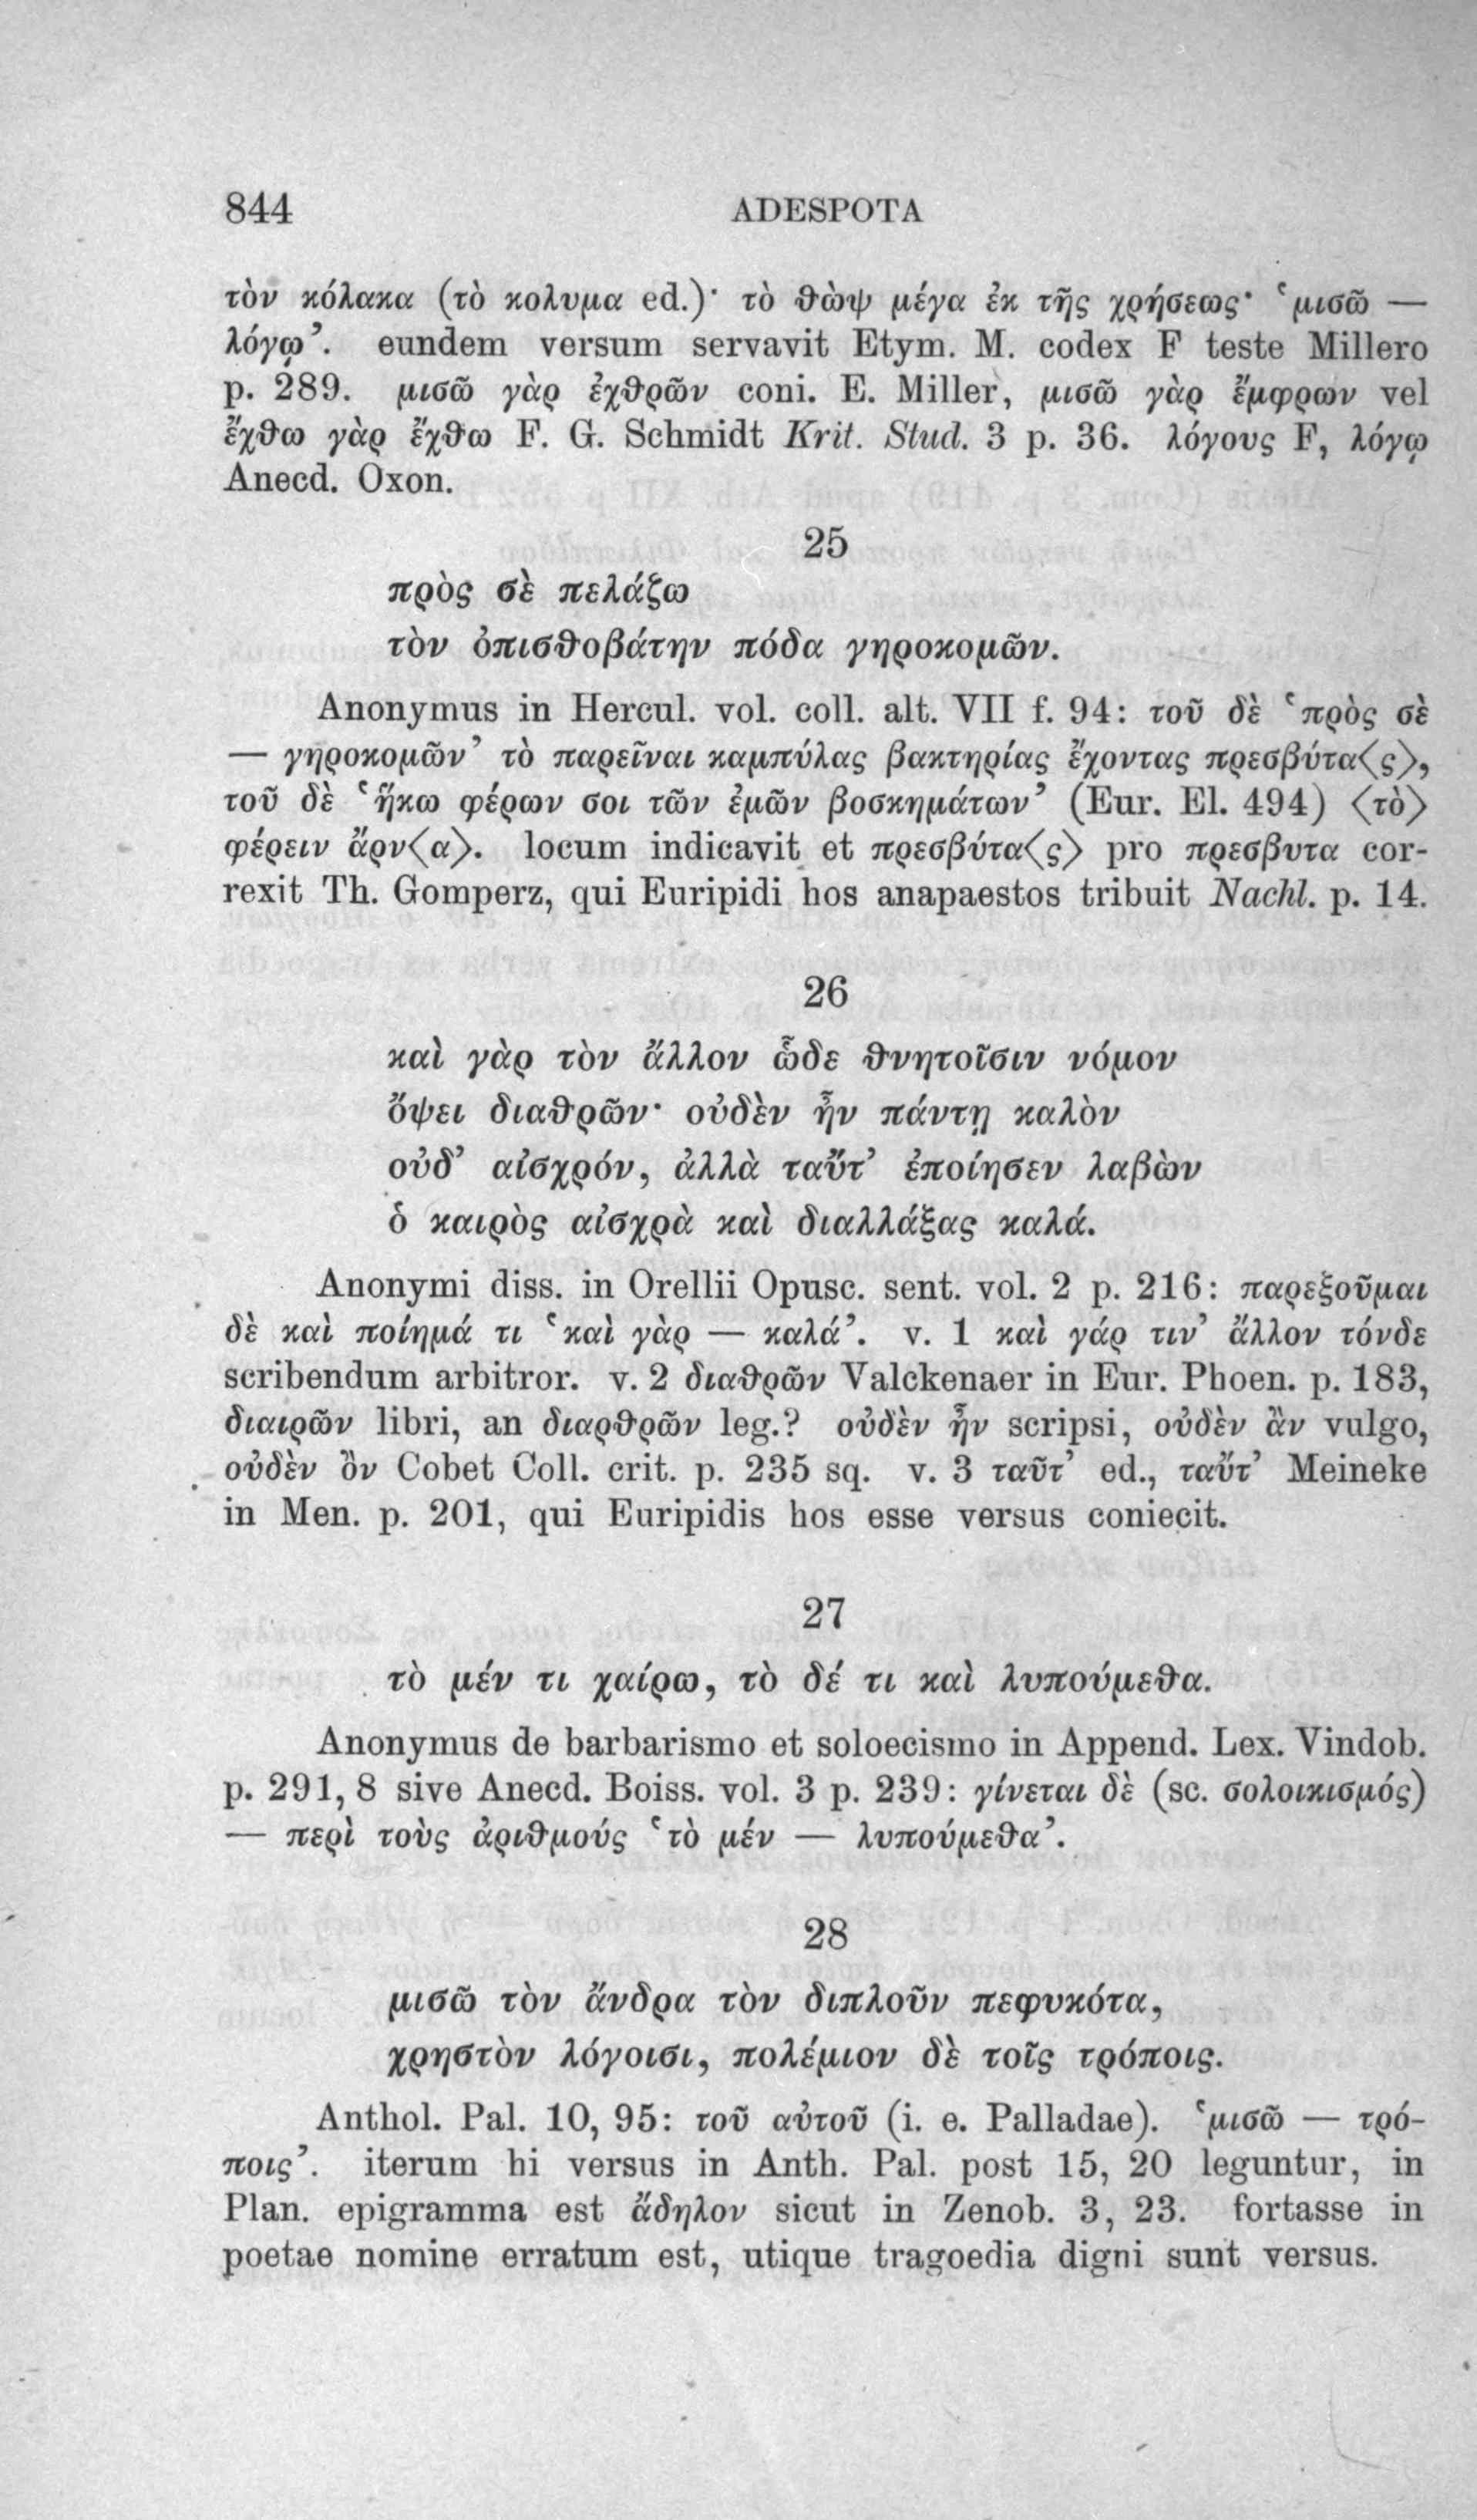 844 ADESPOTA
τὸν κόλακα (τὸ κολυμα ed.)· τὸ θὼψ μέγα ἐκ τῆς χρήσεως· ‛μισῶ —
λόγῳ’. eundem versum servavit Etym. M. codex F teste Millero
p. 289. μισῶ γὰρ ἐχθρῶν coni. E. Miller, μισῶ γὰρ ἔμφρων vel
ἔχθω γὰρ ἔχθω F. G. Schmidt Krit. Stud. 3 p. 36. λόγους F, λόγῳ
Anecd. Oxon.
25
πρὸς σὲ πελάζω
τὸν ὀπισθοβάτην πόδα γηροκομῶν.
Anonymus in Hercul. vol. coll. alt. VII f. 94: τοῦ δὲ ‛πρὸς σὲ
— γηροκομῶν’ τὸ παρεῖναι καμπύλας βακτηρίας ἔχοντας πρεσβύτα⟨ς⟩,
τοῦ δὲ ‛ἥκω φέρων σοι τῶν ἐμῶν βοσκημάτων’ (Eur. El. 494) ⟨τὸ⟩
φέρειν ἄρν⟨α⟩. locum indicavit et πρεσβύτα⟨ς⟩ pro πρεσβυτα cor-
rexit Th. Gomperz, qui Euripidi hos anapaestos tribuit Nachl. p. 14.
26
καὶ γὰρ τὸν ἄλλον ὧδε θνητοῖσιν νόμον
ὄψει διαθρῶν· οὐδὲν ἦν πάντῃ καλὸν
οὐδ’ αἰσχρόν, ἀλλὰ ταὔτ’ ἐποίησεν λαβὼν
ὁ καιρὸς αἰσχρὰ καὶ διαλλάξας καλά.
Anonymi diss. in Orellii Opusc. sent. vol. 2 p. 216: παρεξοῦμαι
δὲ καὶ ποίημά τι ‛καὶ γὰρ — καλά’. v. 1 καὶ γάρ τιν’ ἄλλον τόνδε
scribendum arbitror. v. 2 διαθρῶν Valckenaer in Eur. Phoen. p. 183,
διαιρῶν libri, an διαρθρῶν leg.? οὐδὲν ἦν scripsi, οὐδὲν ἂν vulgo,
οὐδὲν ὂν Cobet Coll. crit. p. 235 sq. v. 3 ταῦτ’ ed., ταὔτ’ Meineke
in Men. p. 201, qui Euripidis hos esse versus coniecit.
27
τὸ μέν τι χαίρω, τὸ δέ τι καὶ λυπούμεθα.
Anonymus de barbarismo et soloecismo in Append. Lex. Vindob.
p. 291, 8 sive Anecd. Boiss. vol. 3 p. 239: γίνεται δὲ (sc. σολοικισμός)
— περὶ τοὺς ἀριθμούς ‛τὸ μέν — λυπούμεθα’.
28
μισῶ τὸν ἄνδρα τὸν διπλοῦν πεφυκότα,
χρηστὸν λόγοισι, πολέμιον δὲ τοῖς τρόποις.
Anthol. Pal. 10, 95: τοῦ αὐτοῦ (i. e. Palladae). ‛μισῶ — τρό-
ποις’. iterum hi versus in Anth. Pal. post 15, 20 leguntur, in
Plan. epigramma est ἄδηλον sicut in Zenob. 3, 23. fortasse in
poetae nomine erratum est, utique tragoedia digni sunt versus.